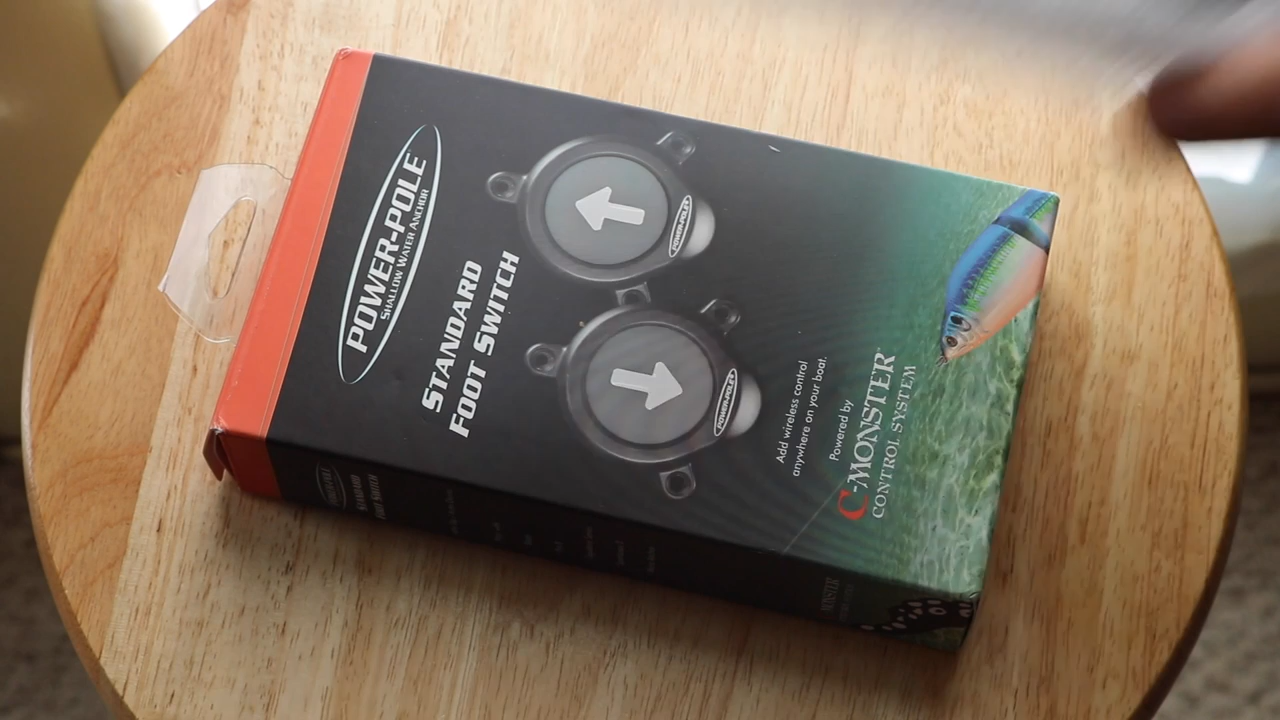 POWER-POLE
SHALLOW WATER ANCHOR
STANDARD
FOOT SWITCH
POWER-POLE
POWER-POLE
Add wireless control
anywhere on your boat.
Powered by
C-MONSTER™
CONTROL SYSTEM
POWER-POLE
STANDARD
FOOT SWITCH
MONSTER